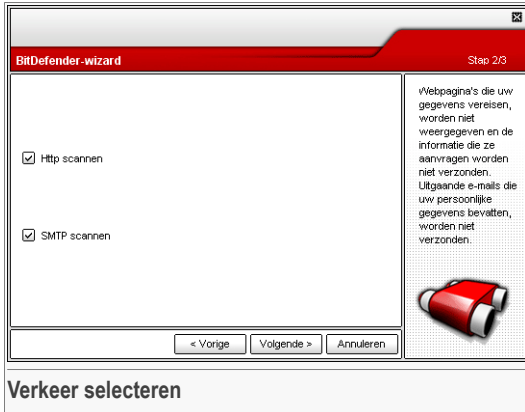 BitDefender-wizard
Stap 2/3
Http scannen
SMTP scannen
Webpagina's die uw
gegevens vereisen,
worden niet
weergegeven en de
informatie die ze
aanvragen worden
niet verzonden.
Uitgaande e-mails die
uw persoonlijke
gegevens bevatten,
worden niet
verzonden.
< Vorige
Volgende >
Annuleren
Verkeer selecteren